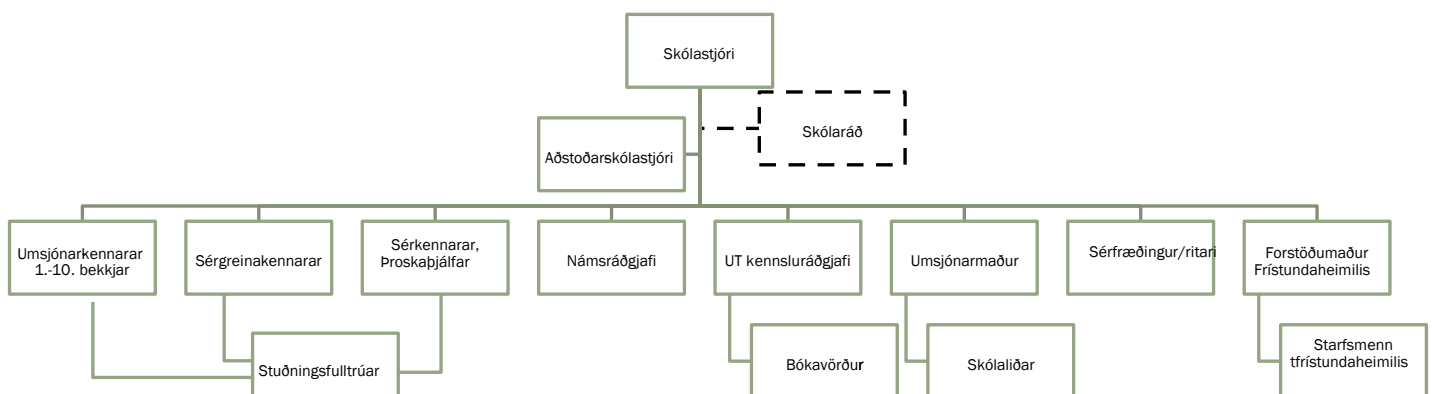 Skólastjóri
Skólaráð
Aðstoðarskólastjóri
Umsjónarkennarar
1.-10. bekkjar
Sérgreinakennarar
Sérkennarar,
Þroskaþjálfar
Námsráðgjafi
UT kennsluráðgjafi
Umsjónarmaður
Sérfræðingur/ritari
Forstöðumaður
Frístundaheimilis
Stuðningsfulltrúar
Bókavörður
Skólaliðar
Starfsmenn
tfrístundaheimilis